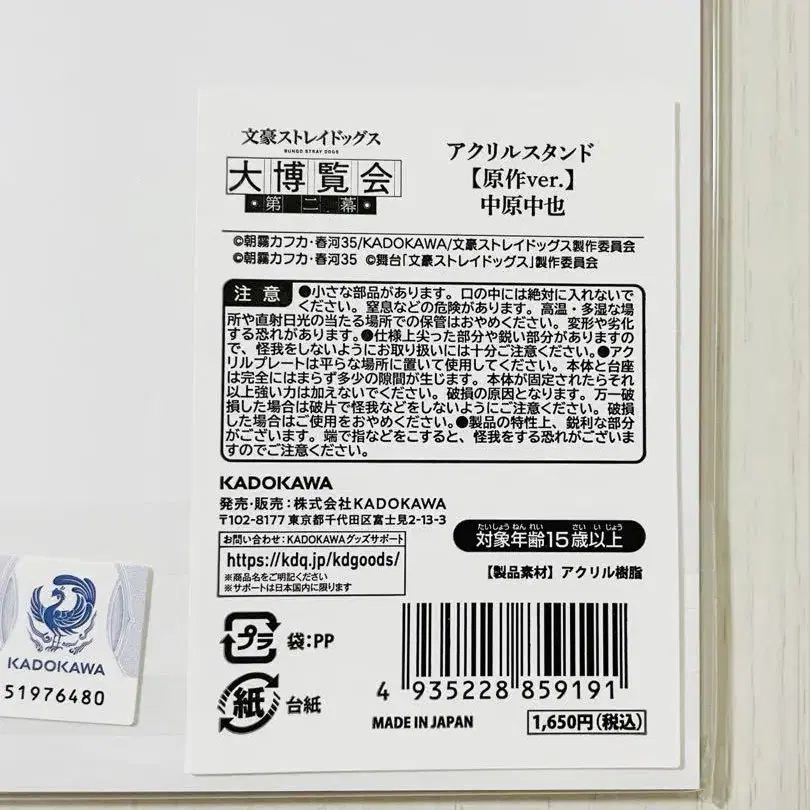 文豪ストレイドッグス
BUNGO STRAY DOGS
大博覧会
第二幕
アクリルスタンド
【原作ver.】
中原中也
©朝霧カフカ・春河35/KADOKAWA/文豪ストレイドッグス製作委員会
©朝霧カフカ・春河35 ©舞台「文豪ストレイドッグス」製作委員会
注意 ●小さな部品があります。口の中には絶対に入れないで
ください。窒息などの危険があります。高温・多湿な場
所や直射日光の当たる場所での保管はおやめください。変形や劣化
する恐れがあります。●仕様上尖った部分や鋭い部分がありますの
で、怪我をしないようにお取り扱いには十分ご注意ください。●アク
リルプレートは平らな場所に置いて使用してください。本体と台座
は完全にはまらず多少の隙間が生じます。本体が固定されたらそれ
以上強い力は加えないでください。破損の原因となります。万一破
損した場合は破片で怪我などをしないようにご注意ください。破損
した場合はご使用をおやめください。●製品の特性上、鋭利な部分
がございます。端で指などをこすると、怪我をする恐れがございま
すのでご注意ください。
KADOKAWA
発売・販売：株式会社KADOKAWA
〒102-8177 東京都千代田区富士見2-13-3
お問い合わせ：KADOKAWAグッズサポート
https://kdq.jp/kdgoods/
※商品名をご明記ください
※サポートは日本国内に限ります
たいしょうねんれい さいいじょう
対象年齢15歳以上
【製品素材】アクリル樹脂
プラ 袋:PP
紙 台紙
4 935228 859191
MADE IN JAPAN
1,650円(税込)
KADOKAWA
51976480